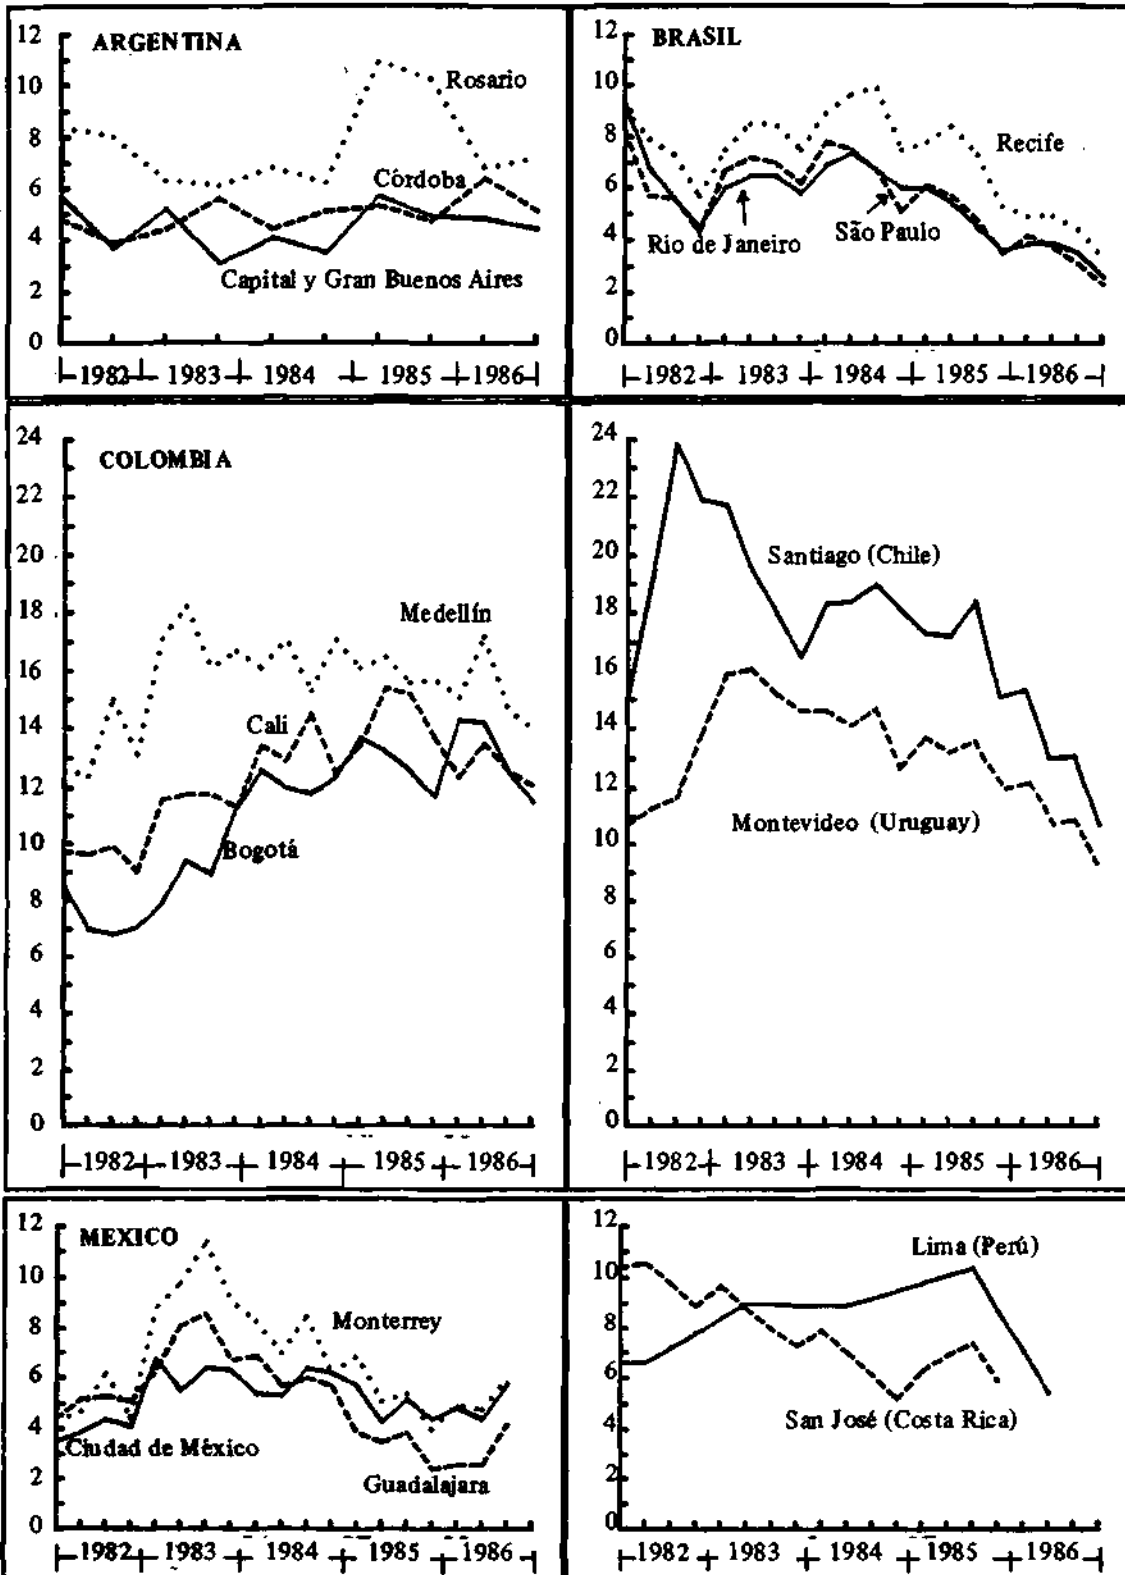 ARGENTINA
12
10
8
6
4
2
0
Rosario
Córdoba
Capital y Gran Buenos Aires
1982 1983 1984 1985 1986
BRASIL
12
10
8
6
4
2
0
Recife
Rio de Janeiro
São Paulo
1982 1983 1984 1985 1986
COLOMBIA
24
22
20
18
16
14
12
10
8
6
4
2
0
Medellín
Cali
Bogotá
1982 1983 1984 1985 1986
24
22
20
18
16
14
12
10
8
6
4
2
0
Santiago (Chile)
Montevideo (Uruguay)
1982 1983 1984 1985 1986
MEXICO
12
10
8
6
4
2
0
Monterrey
Ciudad de México
Guadalajara
1982 1983 1984 1985 1986
12
10
8
6
4
2
0
Lima (Perú)
San José (Costa Rica)
1982 1983 1984 1985 1986